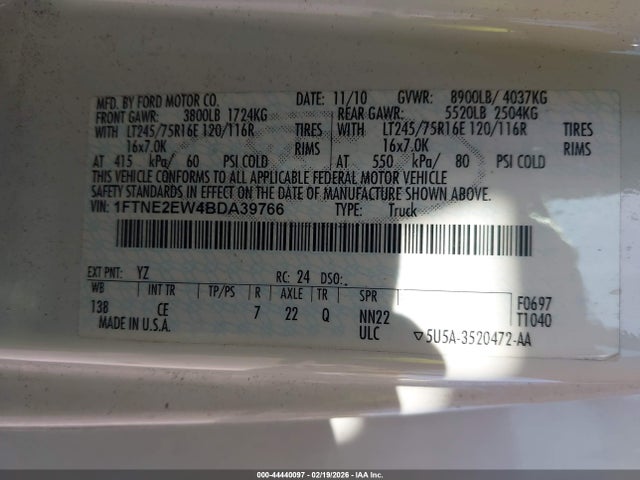 MFD. BY FORD MOTOR CO. DATE: 11/10 GVWR: 8900LB/ 4037KG
FRONT GAWR: 3800LB 1724KG REAR GAWR: 5520LB 2504KG
WITH LT245/75R16E 120/116R TIRES WITH LT245/75R16E 120/116R TIRES
16x7.0K RIMS 16x7.0K RIMS
AT 415 kPa/ 60 PSI COLD AT 550 kPa/ 80 PSI COLD
THIS VEHICLE CONFORMS TO ALL APPLICABLE FEDERAL MOTOR VEHICLE
SAFETY STANDARDS IN EFFECT ON THE DATE OF MANUFACTURE SHOWN ABOVE.
VIN: 1FTNE2EW4BDA39766 TYPE: Truck
EXT PNT: YZ RC: 24 DSO:
WB INT TR TP/PS R AXLE TR SPR F0697
138 CE 7 22 Q NN22 T1040
MADE IN U.S.A. ULC ▽5U5A-3520472-AA
000-44440097 - 02/19/2026 - IAA Inc.